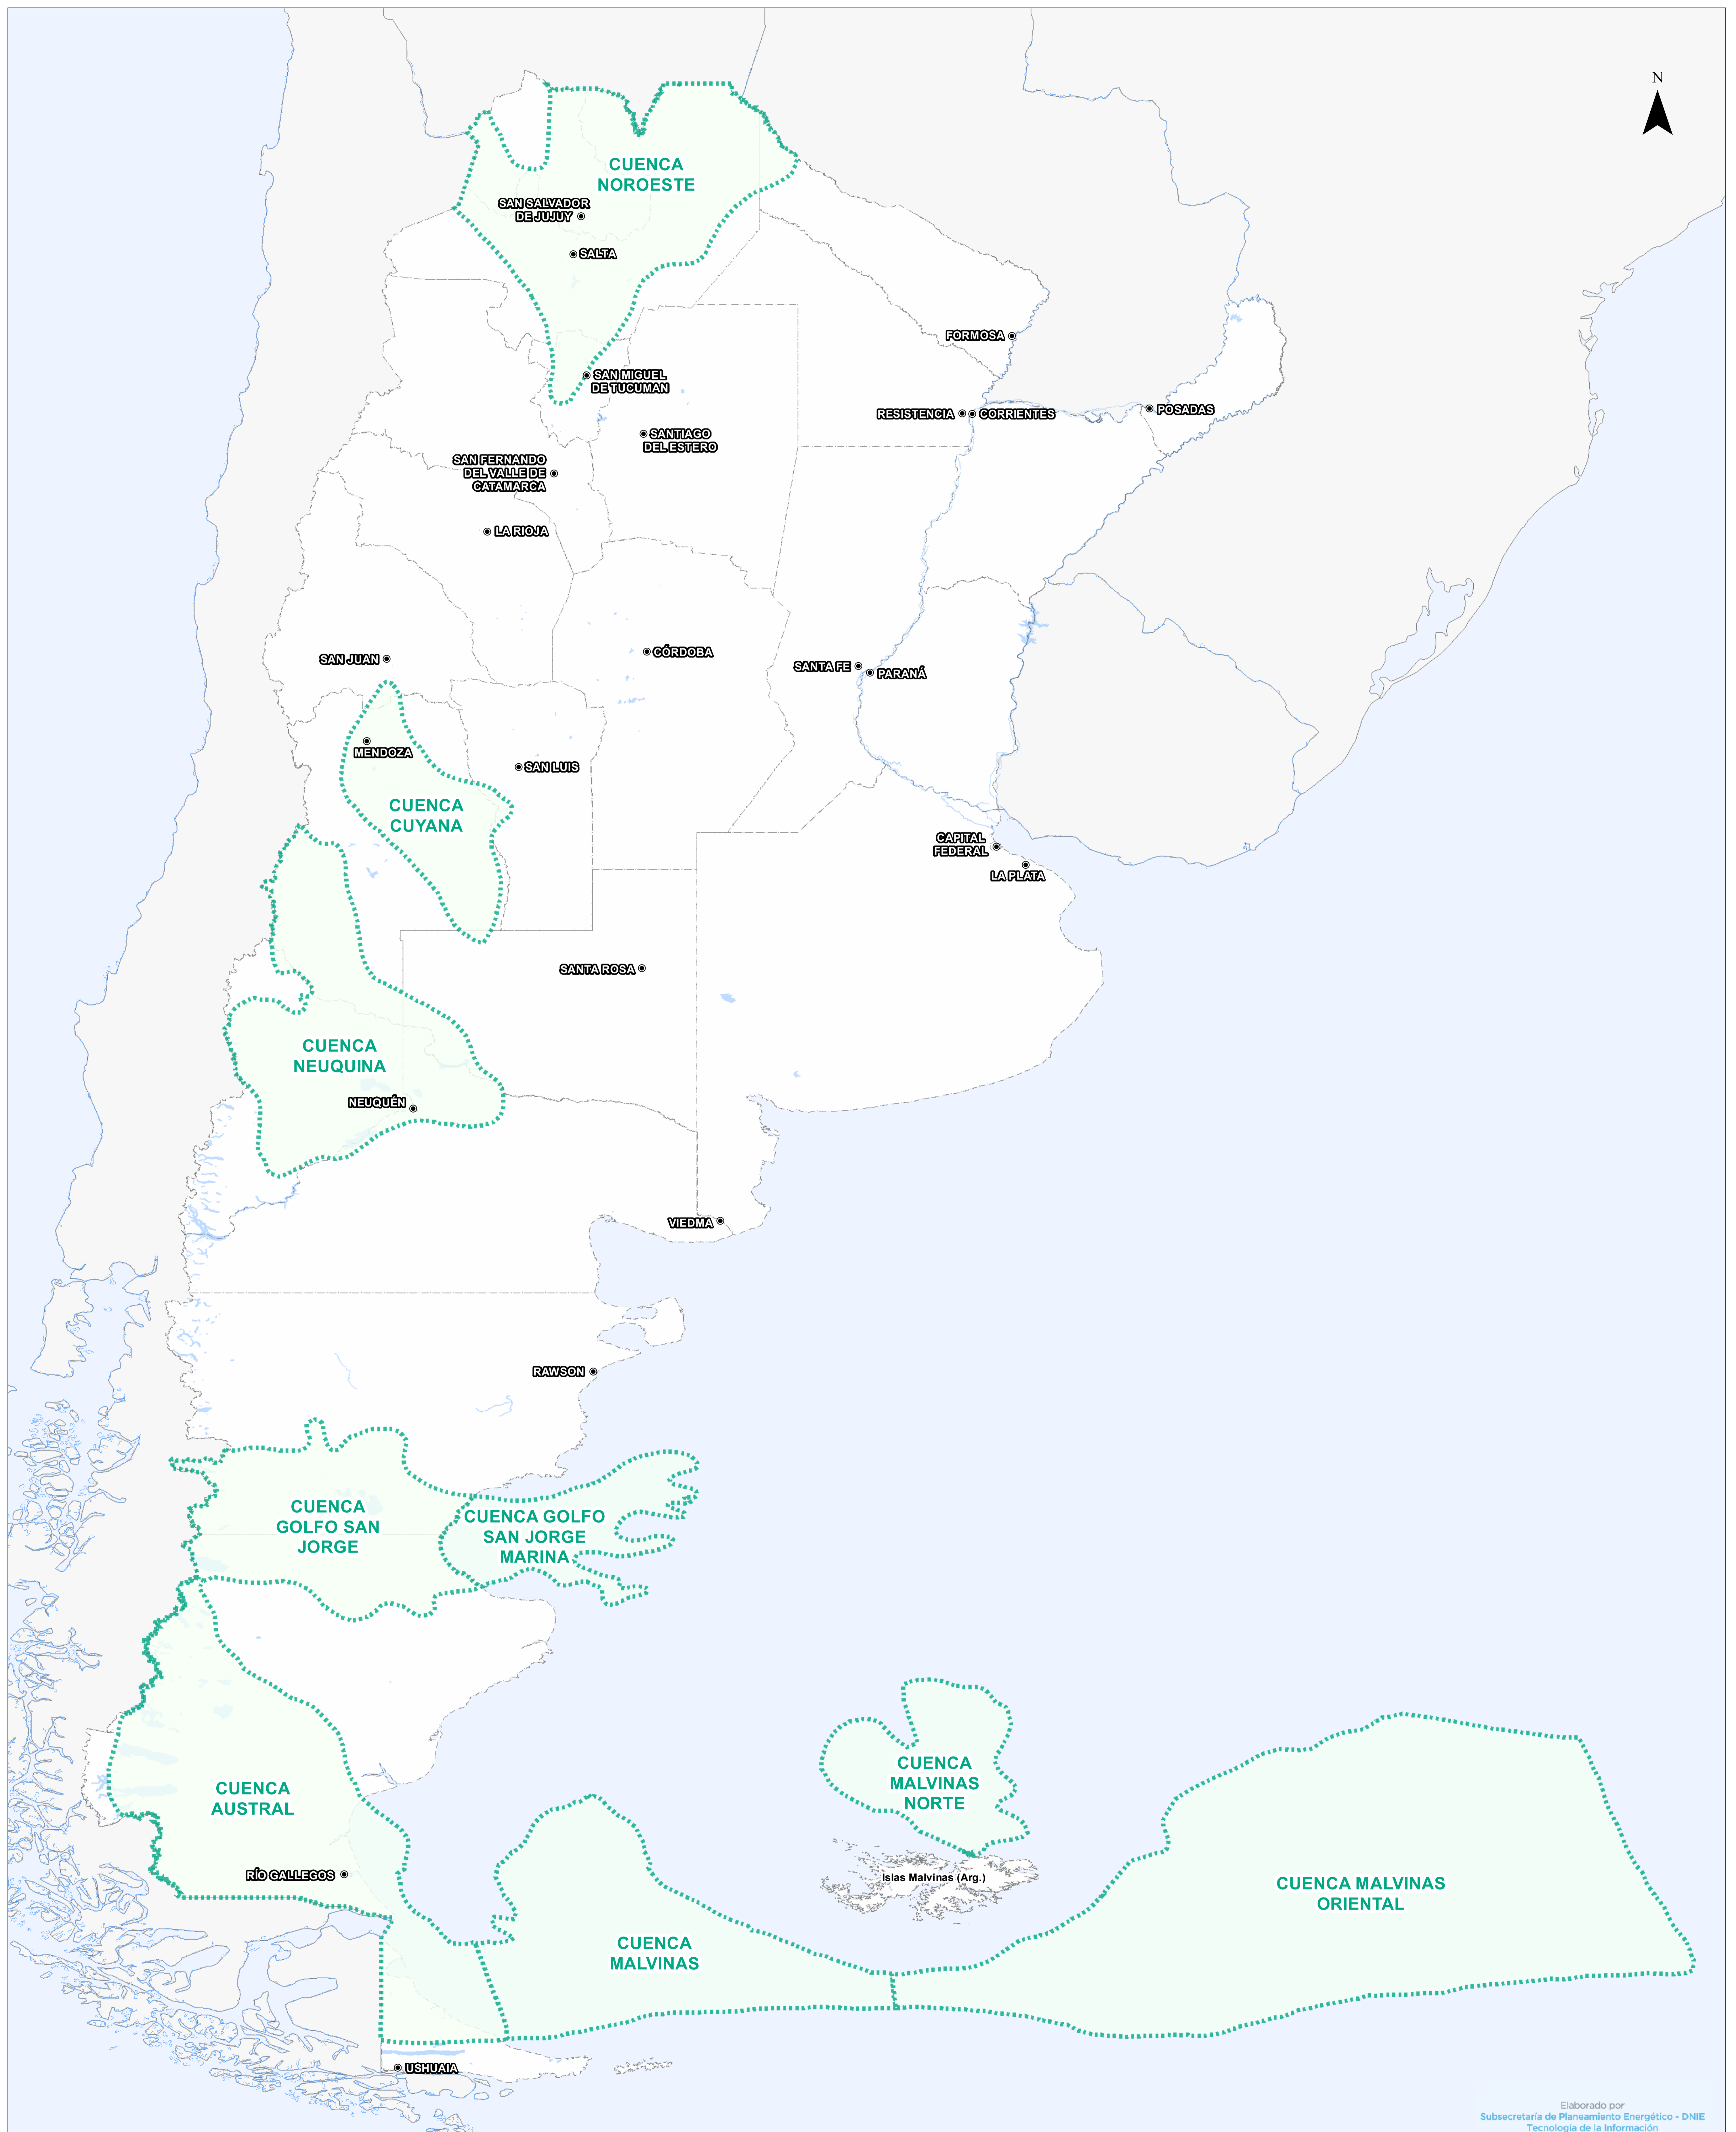 N
CUENCA
NOROESTE
SAN SALVADOR
DE JUJUY
SALTA
FORMOSA
SAN MIGUEL
DE TUCUMAN
RESISTENCIA
CORRIENTES
POSADAS
SANTIAGO
DEL ESTERO
SAN FERNANDO
DEL VALLE DE
CATAMARCA
LA RIOJA
SAN JUAN
CÓRDOBA
SANTA FE
PARANÁ
MENDOZA
SAN LUIS
CUENCA
CUYANA
CAPITAL
FEDERAL
LA PLATA
SANTA ROSA
CUENCA
NEUQUINA
NEUQUÉN
VIEDMA
RAWSON
CUENCA
GOLFO SAN
JORGE
CUENCA GOLFO
SAN JORGE
MARINA
CUENCA
MALVINAS
NORTE
CUENCA
AUSTRAL
RÍO GALLEGOS
Islas Malvinas (Arg.)
CUENCA MALVINAS
ORIENTAL
CUENCA
MALVINAS
USHUAIA
Elaborado por
Subsecretaría de Planeamiento Energético - DNIE
Tecnología de la Información